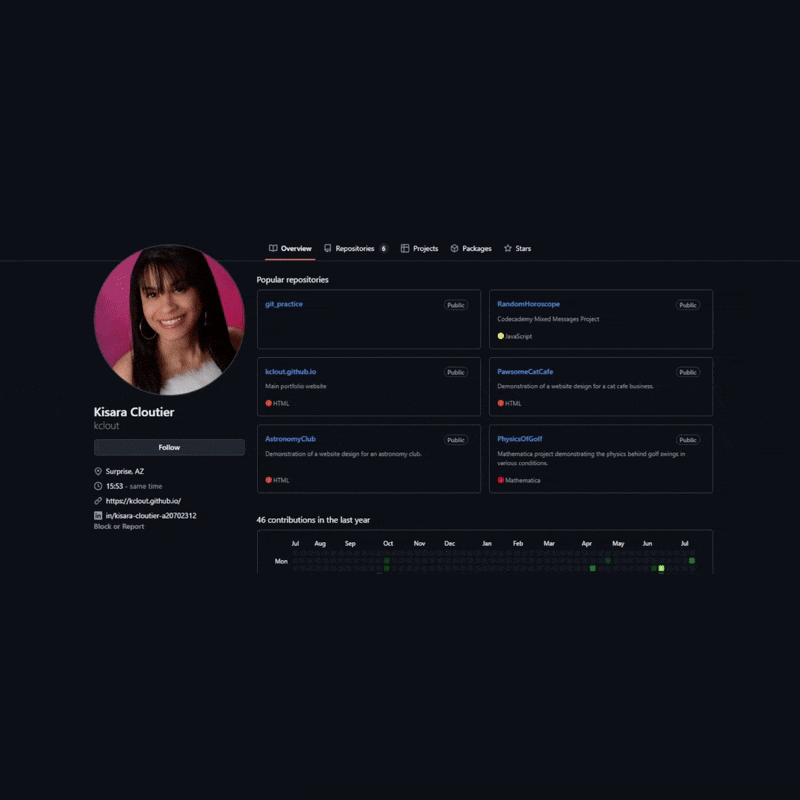 Overview Repositories 6 Projects Packages Stars
Popular repositories
git_practice Public
RandomHoroscope Public
Codecademy Mixed Messages Project
JavaScript
kclout.github.io Public
Main portfolio website
HTML
PawsomeCatCafe Public
Demonstration of a website design for a cat cafe business.
HTML
AstronomyClub Public
Demonstration of a website design for an astronomy club.
HTML
PhysicsOfGolf Public
Mathematica project demonstrating the physics behind golf swings in
various conditions.
Mathematica
Kisara Cloutier
kclout
Follow
Surprise, AZ
15:53 - same time
https://kclout.github.io/
in/kisara-cloutier-a20702312
Block or Report
46 contributions in the last year
Jul Aug Sep Oct Nov Dec Jan Feb Mar Apr May Jun Jul
Mon